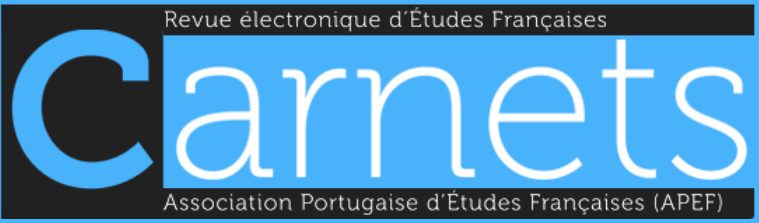 Revue électronique d'Études Françaises
Carnets
Association Portugaise d'Études Françaises (APEF)